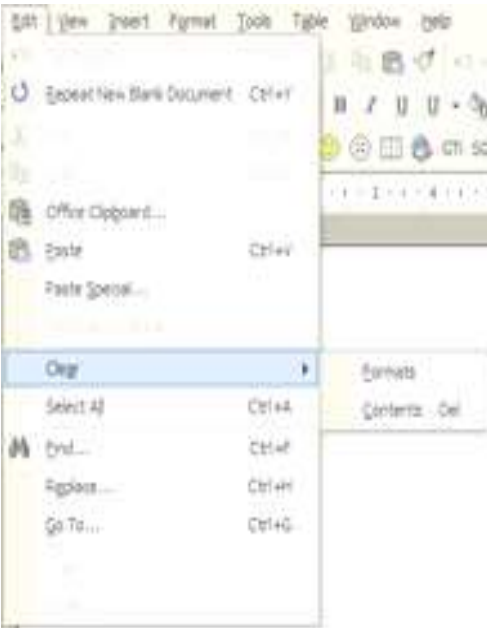 Edit View Insert Format Tools Table Window Help
Repeat New Blank Document Ctrl+Y
B I U U
Office Clipboard...
Paste Ctrl+V
Paste Special...
Clear
Formats
Select All Ctrl+A
Contents Del
Find... Ctrl+F
Replace... Ctrl+H
Go To... Ctrl+G